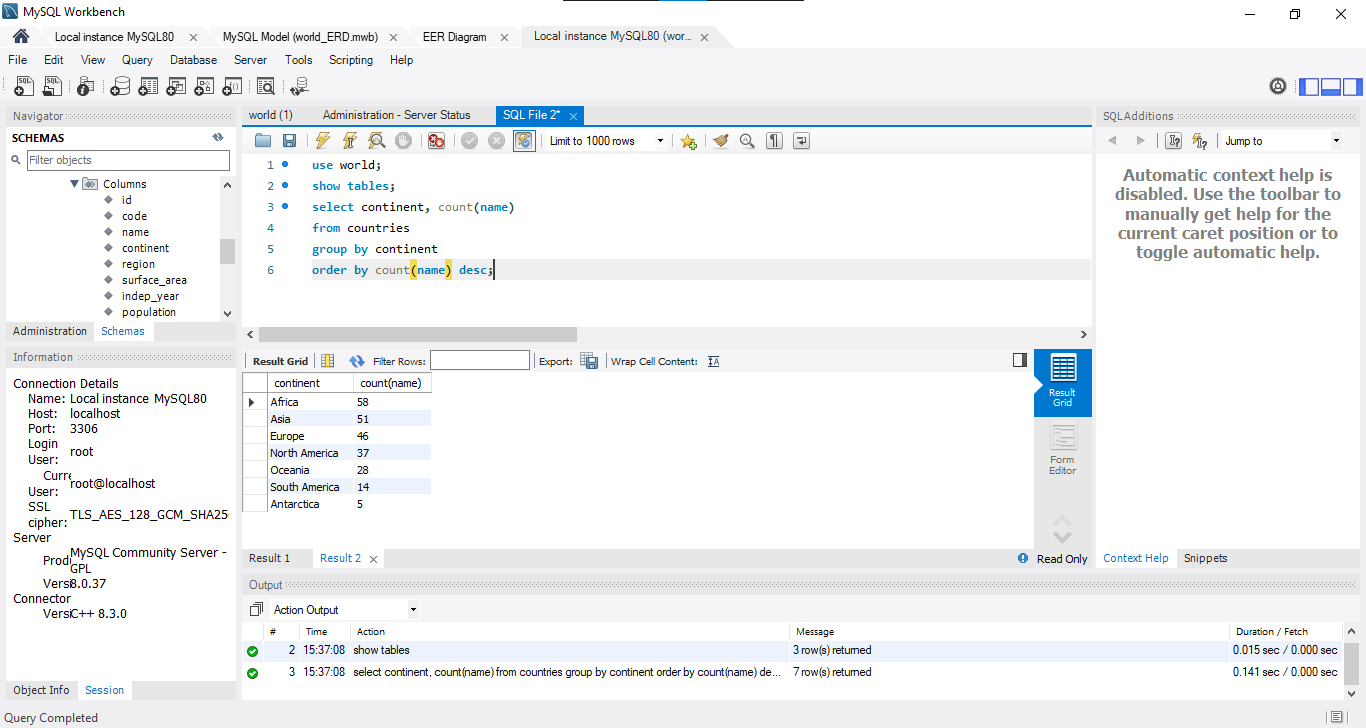 MySQL Workbench
Local instance MySQL80
MySQL Model (world_ERD.mwb)
EER Diagram
Local instance MySQL80 (wor...
File Edit View Query Database Server Tools Scripting Help
Navigator
SCHEMAS
Filter objects
Columns
id
code
name
continent
region
surface_area
indep_year
population
Administration Schemas
Information
Connection Details
Name: Local instance MySQL80
Host: localhost
Port: 3306
Login
User: root
Curre
User: root@localhost
SSL
cipher: TLS_AES_128_GCM_SHA256
Server
Prod MySQL Community Server -
GPL
Versi 8.0.37
Connector
Versi C++ 8.3.0
Object Info Session
world (1) Administration - Server Status SQL File 2*
Limit to 1000 rows
1 use world;
2 show tables;
3 select continent, count(name)
4 from countries
5 group by continent
6 order by count(name) desc;
Result Grid Filter Rows: Export: Wrap Cell Content:
continent count(name)
Africa 58
Asia 51
Europe 46
North America 37
Oceania 28
South America 14
Antarctica 5
Result
Grid
Form
Editor
Result 1 Result 2 Read Only
SQLAdditions
Jump to
Automatic context help is
disabled. Use the toolbar to
manually get help for the
current caret position or to
toggle automatic help.
Context Help Snippets
Output
Action Output
# Time Action Message Duration / Fetch
2 15:37:08 show tables 3 row(s) returned 0.015 sec / 0.000 sec
3 15:37:08 select continent, count(name) from countries group by continent order by count(name) de... 7 row(s) returned 0.141 sec / 0.000 sec
Query Completed